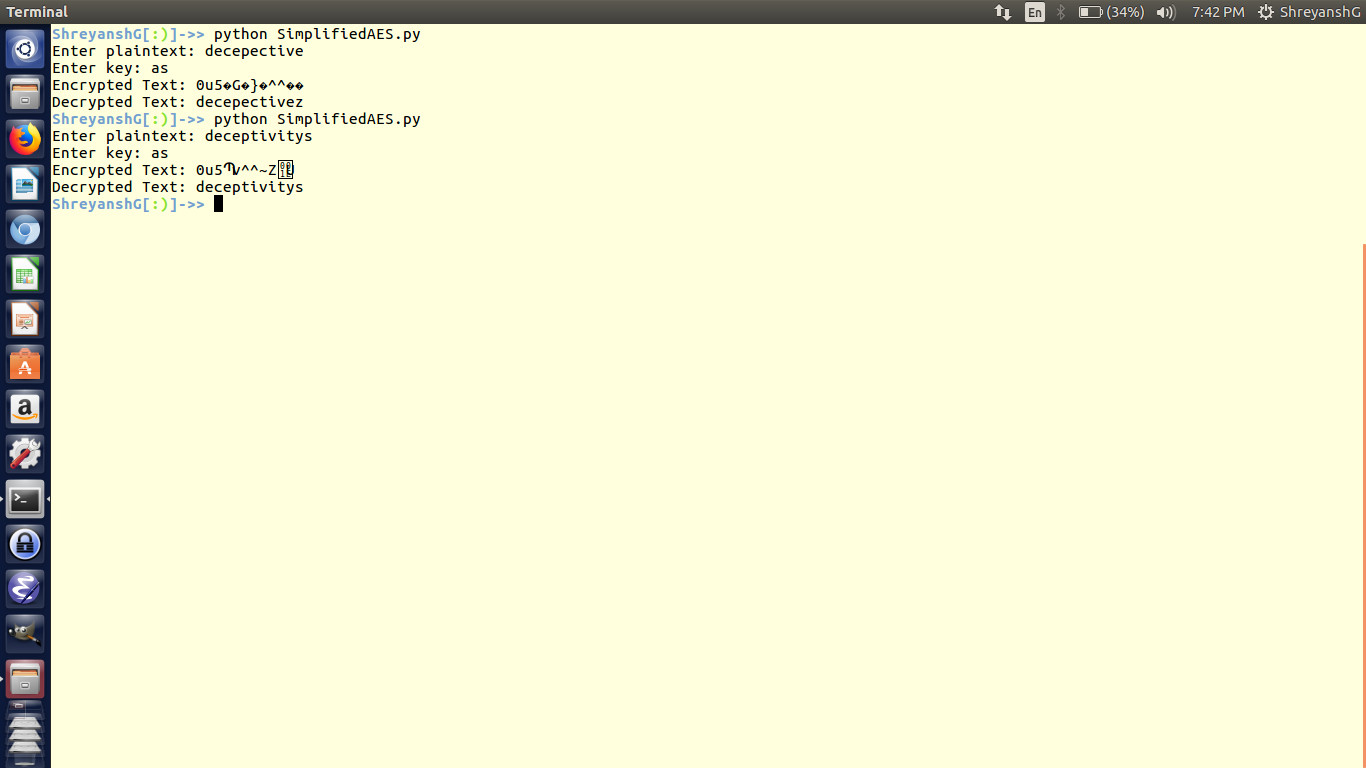 Terminal
En
(34%)
7:42 PM
ShreyanshG
ShreyanshG[:)]->> python SimplifiedAES.py
Enter plaintext: decepective
Enter key: as
Encrypted Text: 0u5�G�}�^^��
Decrypted Text: decepectivez
ShreyanshG[:)]->> python SimplifiedAES.py
Enter plaintext: deceptivitys
Enter key: as
Encrypted Text: 0u5 v^^~Z
Decrypted Text: deceptivitys
ShreyanshG[:)]->>